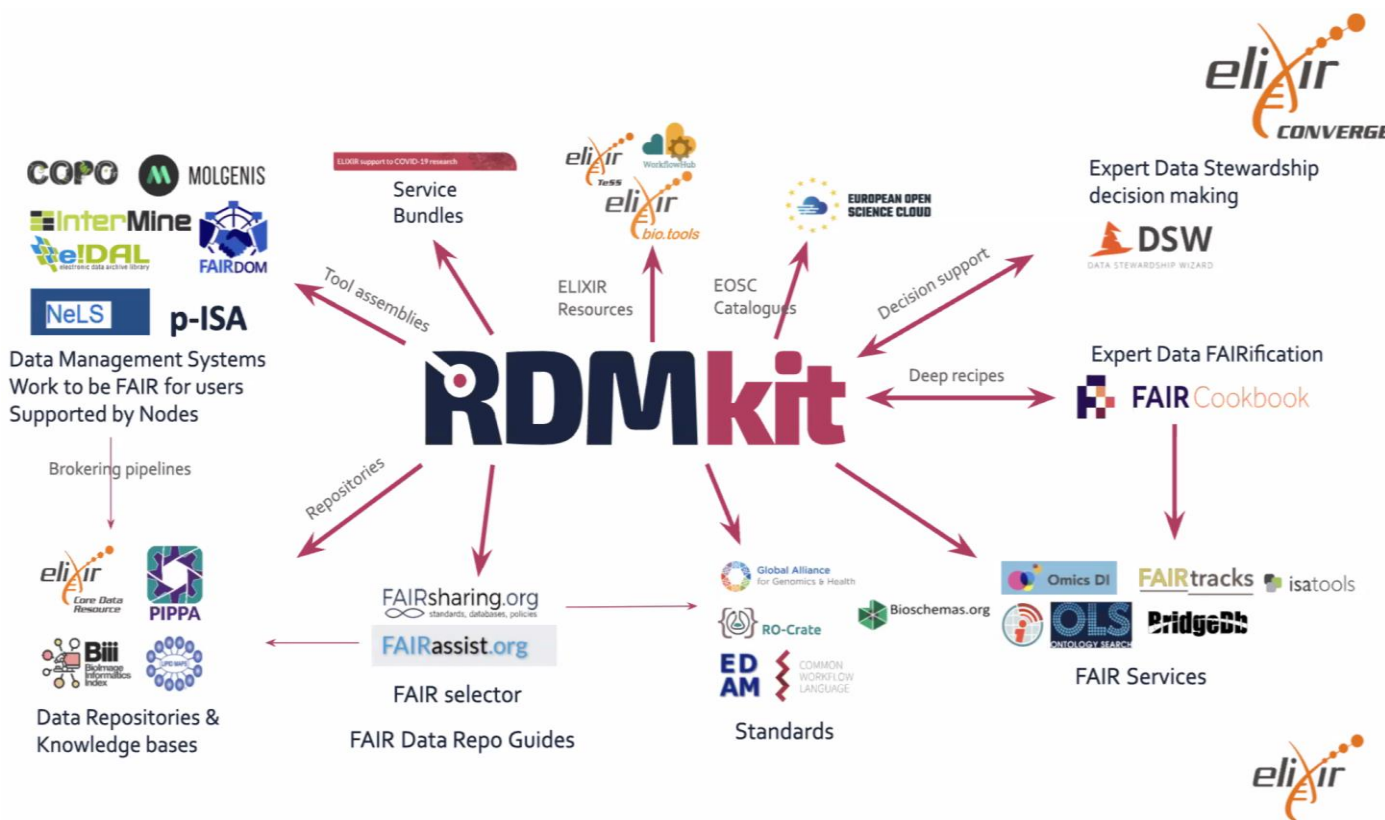 elixir
CONVERGE
COPO
MOLGENIS
InterMine
e!DAL
electronic data archive library
FAIRDOM
NeLS
p-ISA
Data Management Systems
Work to be FAIR for users
Supported by Nodes
ELIXIR support to COVID-19 research
Service
Bundles
elixir
TeSS
WorkflowHub
elixir
bio.tools
EUROPEAN OPEN
SCIENCE CLOUD
Expert Data Stewardship
decision making
DSW
DATA STEWARDSHIP WIZARD
Tool assemblies
ELIXIR
Resources
EOSC
Catalogues
Decision support
RDMkit
Deep recipes
Expert Data FAIRification
FAIR Cookbook
Brokering pipelines
Repositories
elixir
Core Data
Resource
PIPPA
Biii
BioImage
Informatics
Index
LIPID MAPS
Data Repositories &
Knowledge bases
FAIRsharing.org
standards, databases, policies
FAIRassist.org
FAIR selector
FAIR Data Repo Guides
Global Alliance
for Genomics & Health
RO-Crate
Bioschemas.org
ED
AM
COMMON
WORKFLOW
LANGUAGE
Standards
Omics DI
FAIRtracks
isatools
OLS
ONTOLOGY SEARCH
BridgeDb
FAIR Services
elixir